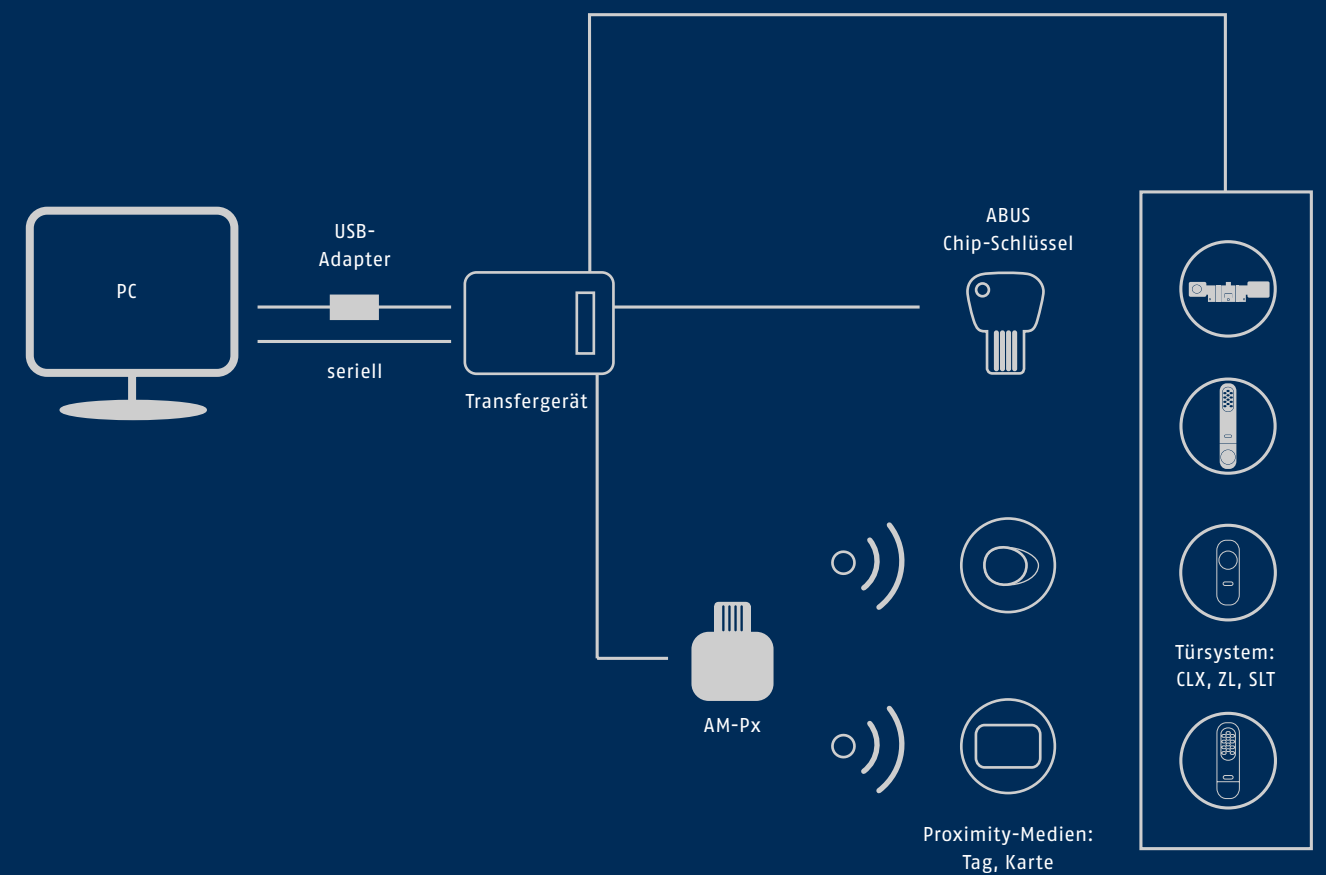 PC
USB-
Adapter
seriell
Transfergerät
ABUS
Chip-Schlüssel
AM-Px
Proximity-Medien:
Tag, Karte
Türsystem:
CLX, ZL, SLT